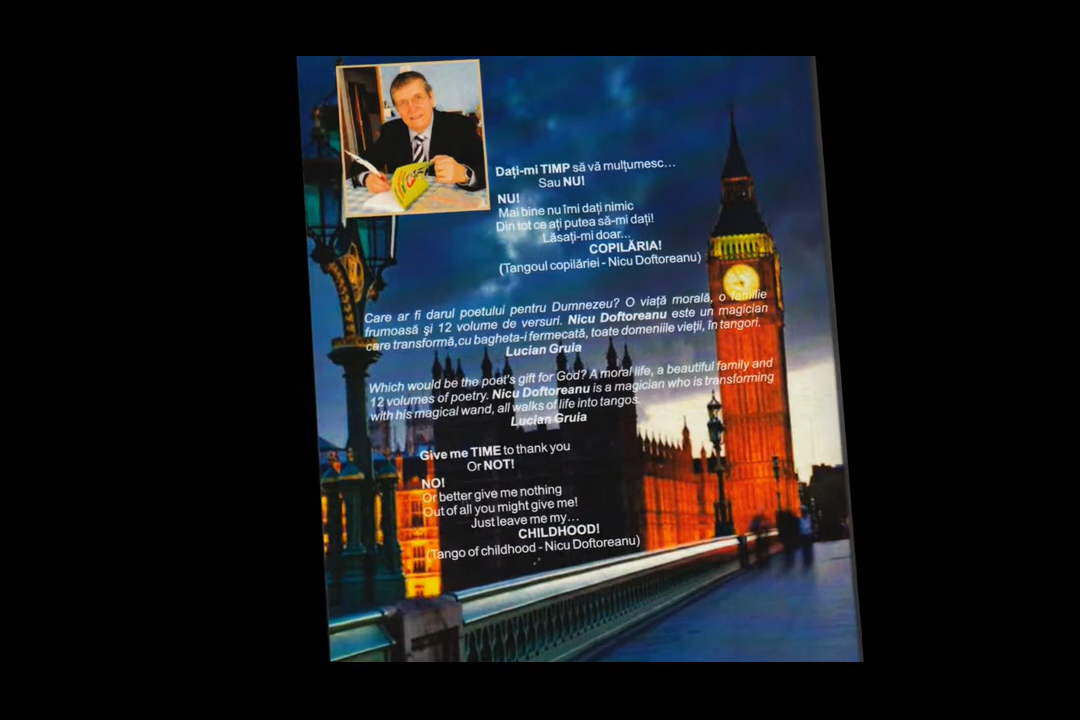 Dați-mi TIMP să vă mulțumesc...
Sau NU!
NU!
Mai bine nu îmi dați nimic
Din tot ce ați putea să-mi dați!
Lăsați-mi doar...
COPILĂRIA!
(Tangoul copilăriei - Nicu Doftoreanu)
Care ar fi darul poetului pentru Dumnezeu? O viață morală, o familie
frumoasă și 12 volume de versuri. Nicu Doftoreanu este un magician
care transformă,cu bagheta-i fermecată, toate domeniile vieții, în tangori.
Lucian Gruia
Which would be the poet's gift for God? A moral life, a beautiful family and
12 volumes of poetry. Nicu Doftoreanu is a magician who is transforming
with his magical wand, all walks of life into tangos.
Lucian Gruia
Give me TIME to thank you
Or NOT!
NO!
Or better give me nothing
Out of all you might give me!
Just leave me my...
CHILDHOOD!
(Tango of childhood - Nicu Doftoreanu)